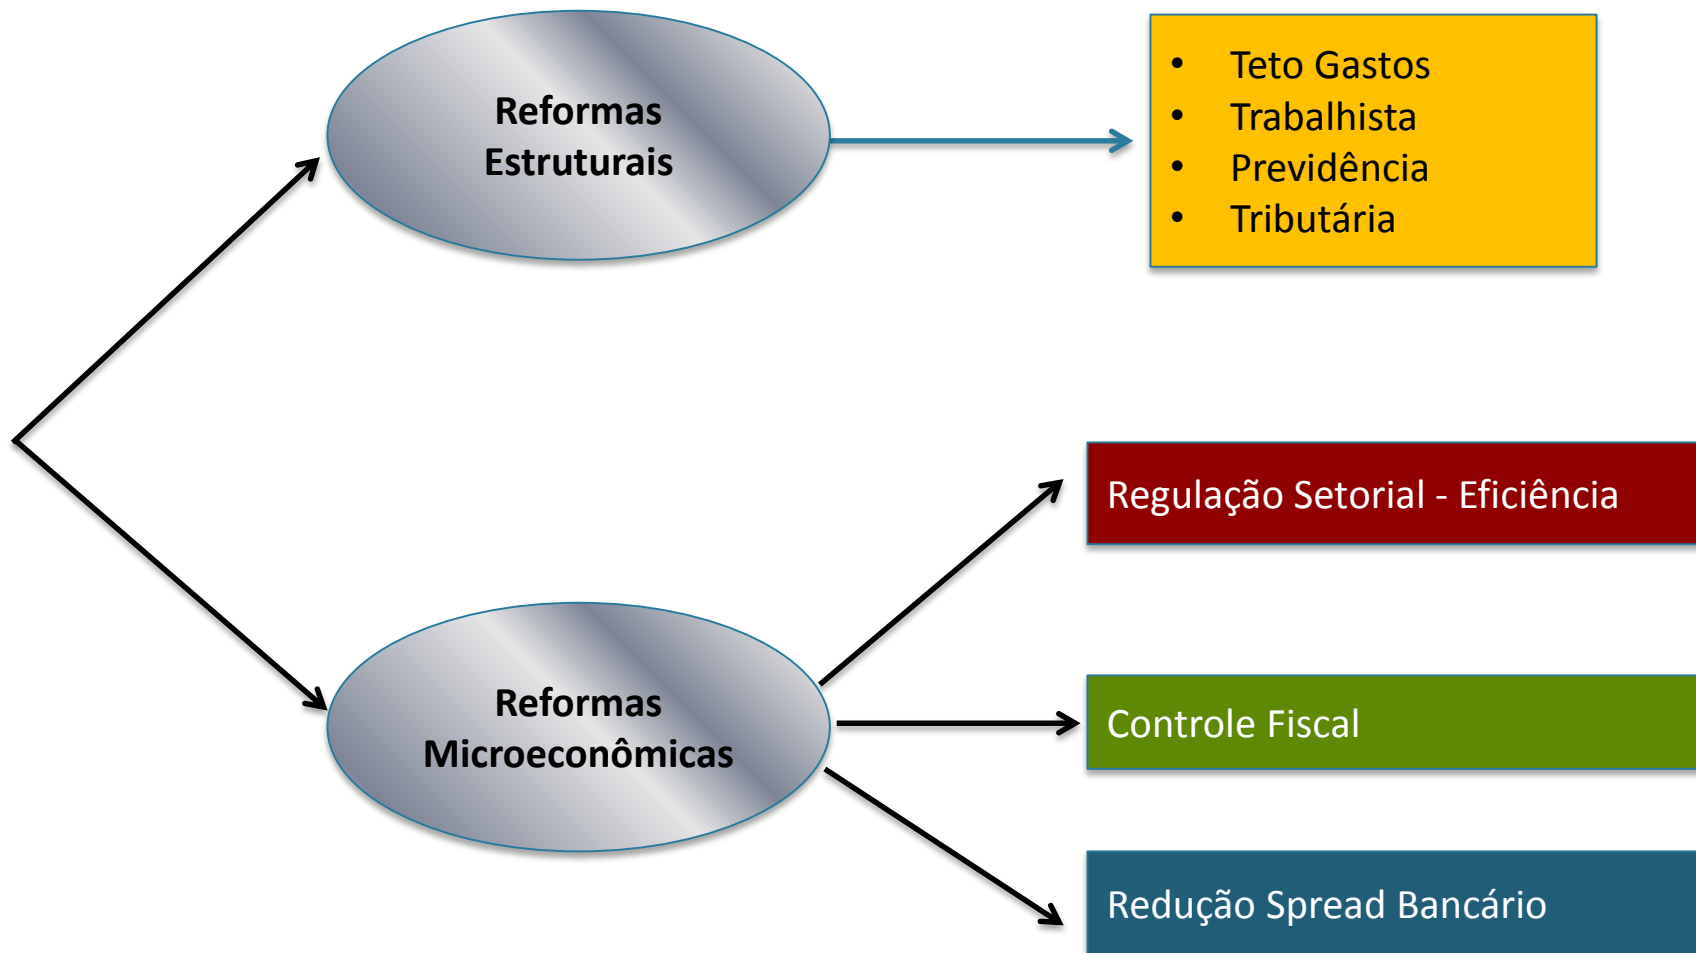 Reformas
Estruturais
• Teto Gastos
• Trabalhista
• Previdência
• Tributária
Regulação Setorial - Eficiência
Reformas
Microeconômicas
Controle Fiscal
Redução Spread Bancário